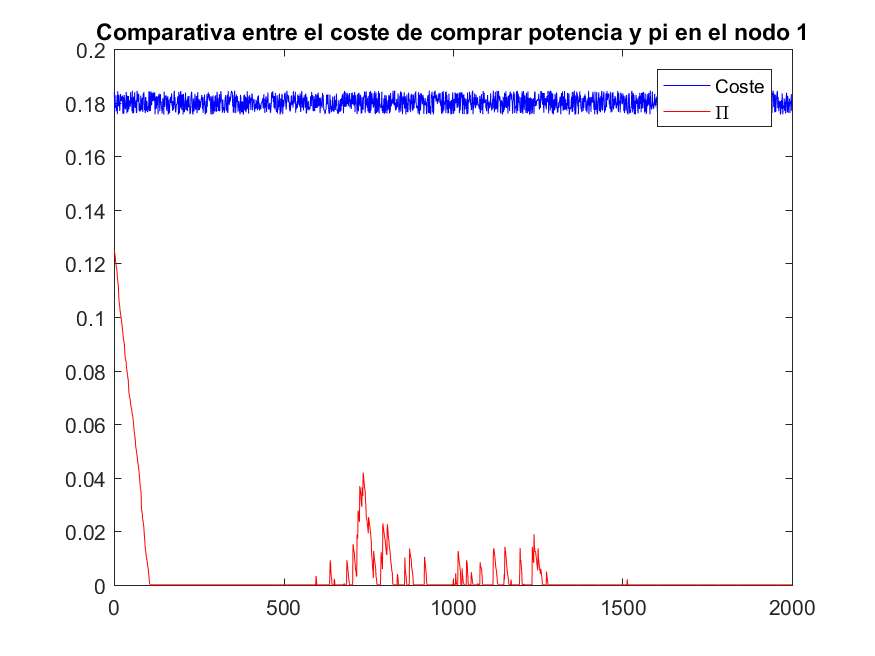 Comparativa entre el coste de comprar potencia y pi en el nodo 1
0.2
0.18
0.16
0.14
0.12
0.1
0.08
0.06
0.04
0.02
0
Coste
Π
0 500 1000 1500 2000